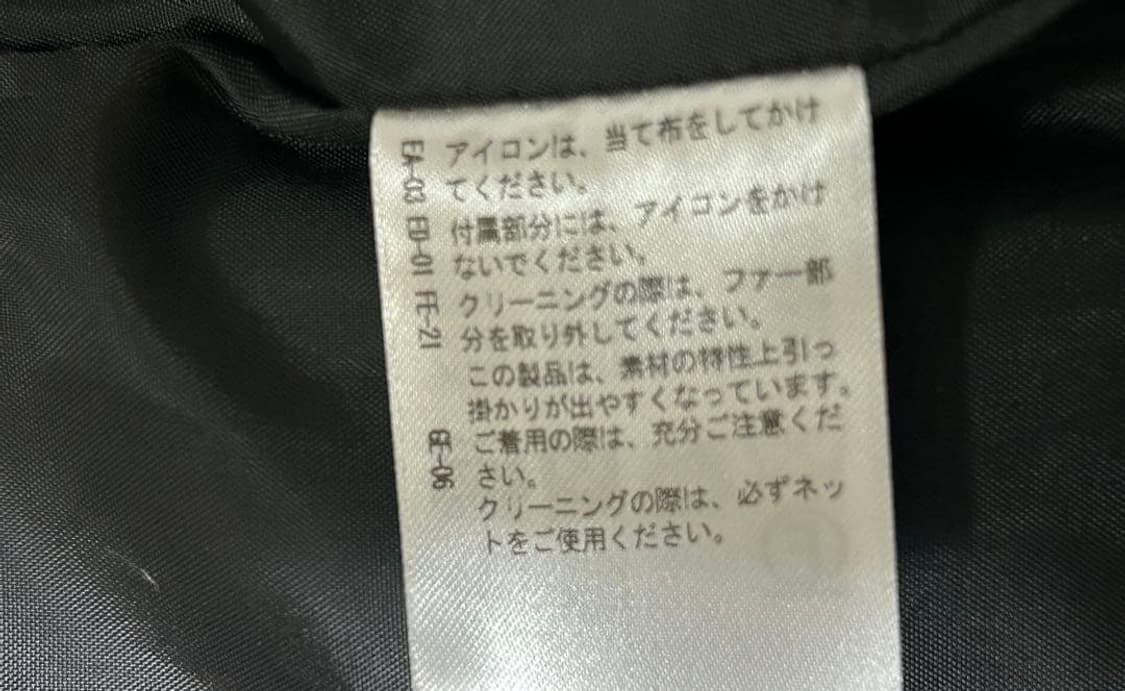 EA-03 アイロンは、当て布をしてかけ
てください。
EB-01 付属部分には、アイロンをかけ
ないでください。
FF-21 クリーニングの際は、ファー部
分を取り外してください。
この製品は、素材の特性上引っ
掛かりが出やすくなっています。
GF-06 ご着用の際は、充分ご注意くだ
さい。
クリーニングの際は、必ずネッ
トをご使用ください。